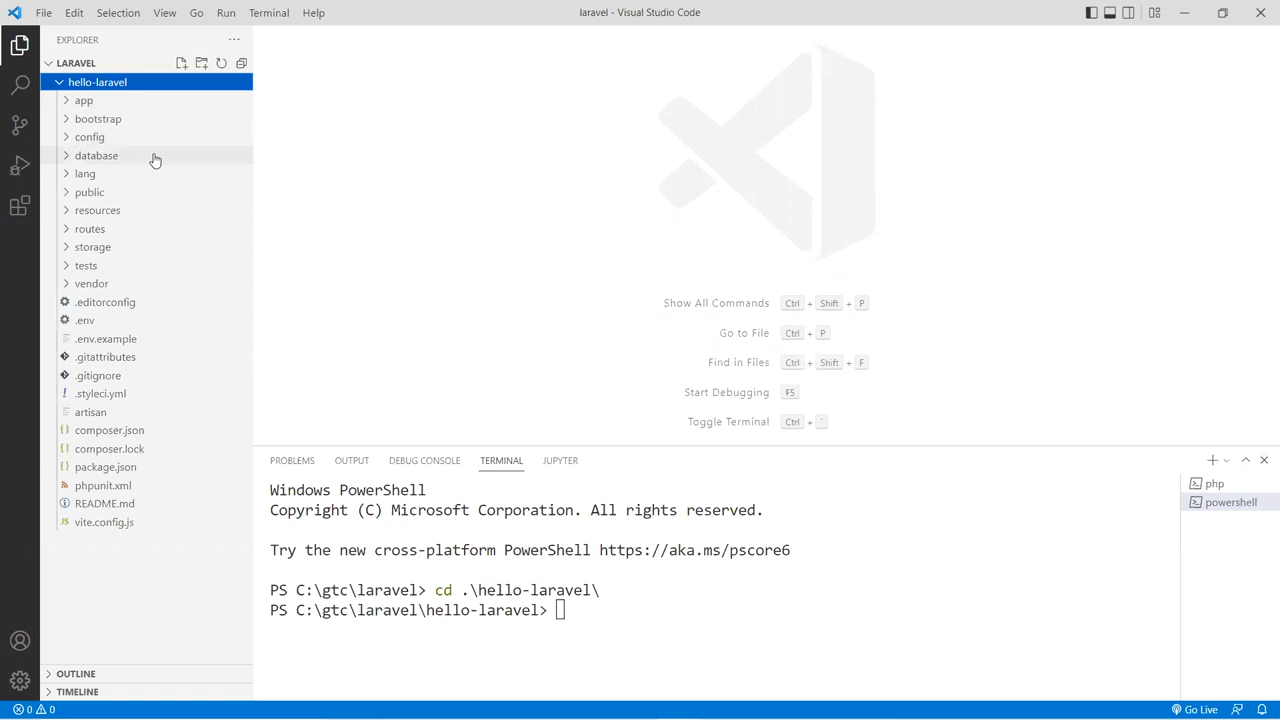 File Edit Selection View Go Run Terminal Help
laravel - Visual Studio Code
EXPLORER
LARAVEL
hello-laravel
app
bootstrap
config
database
lang
public
resources
routes
storage
tests
vendor
.editorconfig
.env
.env.example
.gitattributes
.gitignore
.styleci.yml
artisan
composer.json
composer.lock
package.json
phpunit.xml
README.md
vite.config.js
OUTLINE
TIMELINE
Show All Commands Ctrl + Shift + P
Go to File Ctrl + P
Find in Files Ctrl + Shift + F
Start Debugging F5
Toggle Terminal Ctrl + `
PROBLEMS OUTPUT DEBUG CONSOLE TERMINAL JUPYTER
Windows PowerShell
Copyright (C) Microsoft Corporation. All rights reserved.
Try the new cross-platform PowerShell https://aka.ms/pscore6
PS C:\gtc\laravel> cd .\hello-laravel\
PS C:\gtc\laravel\hello-laravel>
php
powershell
0 0
Go Live